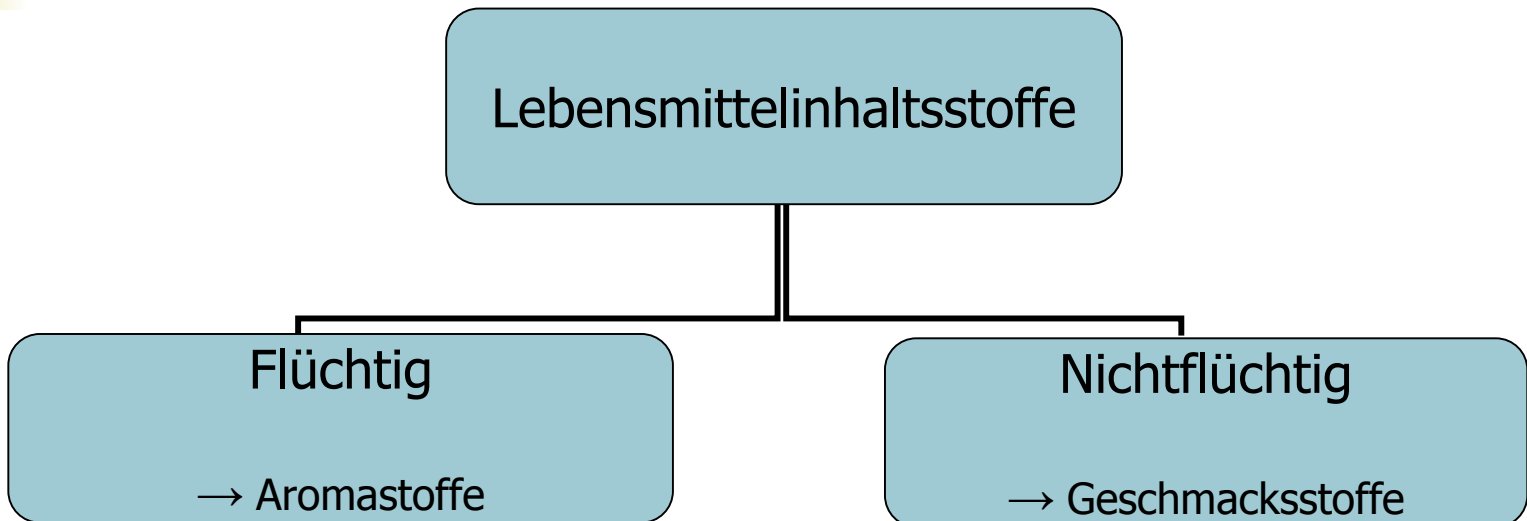 Lebensmittelinhaltsstoffe
Flüchtig
→ Aromastoffe
Nichtflüchtig
→ Geschmacksstoffe